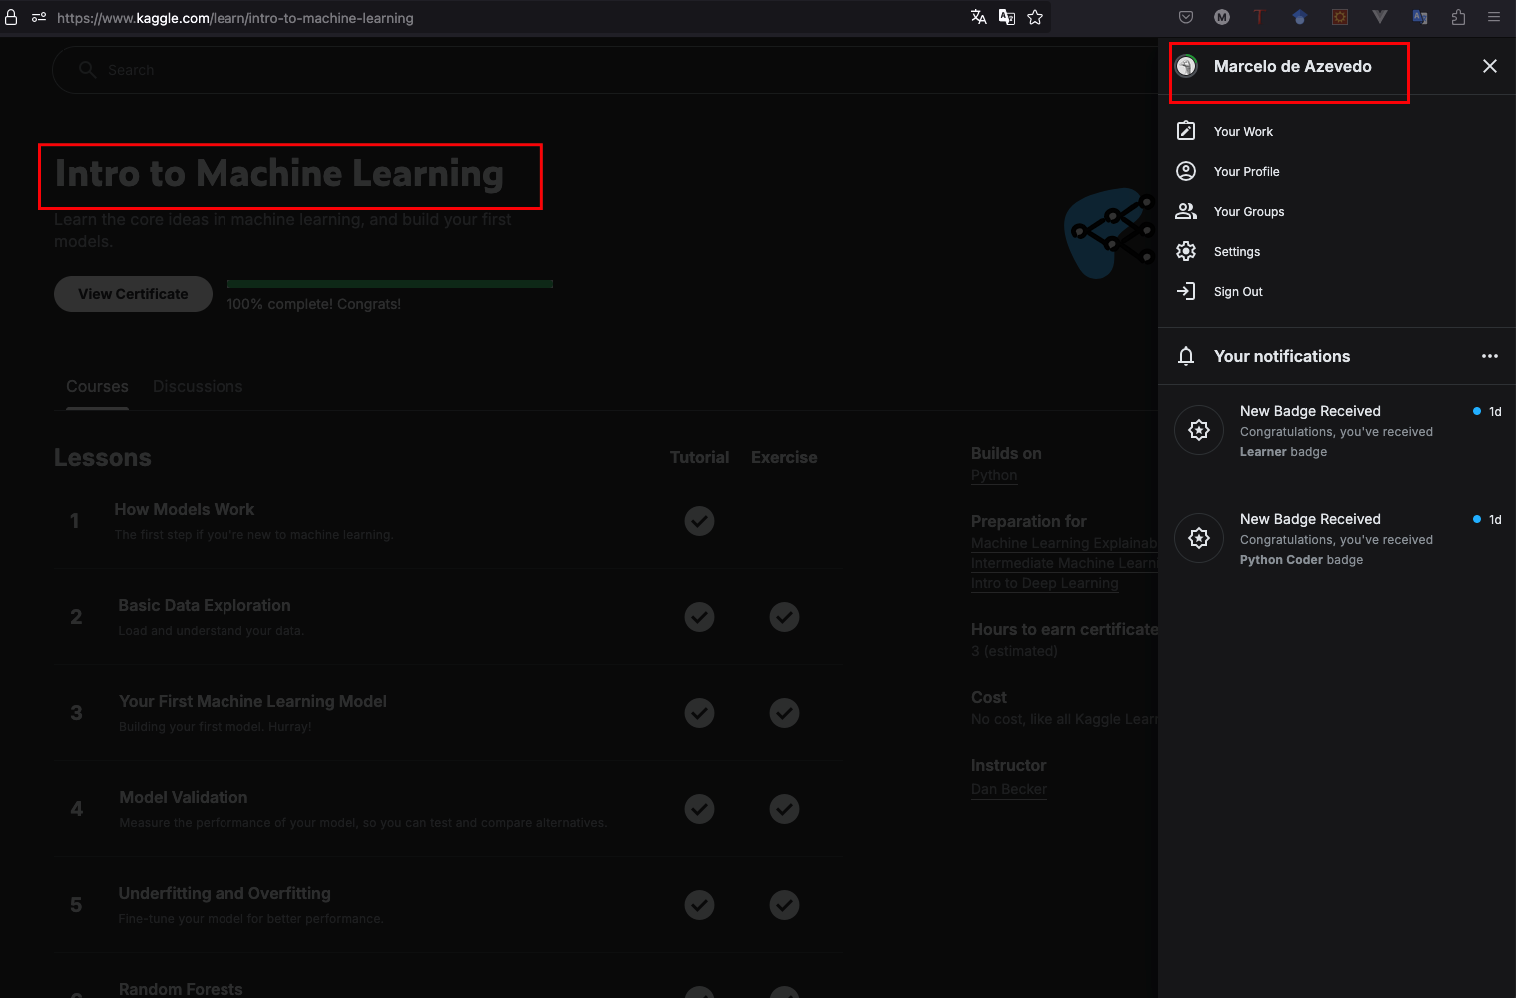 https://www.kaggle.com/learn/intro-to-machine-learning
Search
Intro to Machine Learning
Learn the core ideas in machine learning, and build your first
models.
View Certificate
100% complete! Congrats!
Courses Discussions
Lessons Tutorial Exercise
1 How Models Work
The first step if you're new to machine learning.
2 Basic Data Exploration
Load and understand your data.
3 Your First Machine Learning Model
Building your first model. Hurray!
4 Model Validation
Measure the performance of your model, so you can test and compare alternatives.
5 Underfitting and Overfitting
Fine-tune your model for better performance.
Random Forests
Builds on
Python
Preparation for
Machine Learning Explainab
Intermediate Machine Learn
Intro to Deep Learning
Hours to earn certificate
3 (estimated)
Cost
No cost, like all Kaggle Learn
Instructor
Dan Becker
Marcelo de Azevedo
Your Work
Your Profile
Your Groups
Settings
Sign Out
Your notifications
New Badge Received 1d
Congratulations, you've received
Learner badge
New Badge Received 1d
Congratulations, you've received
Python Coder badge